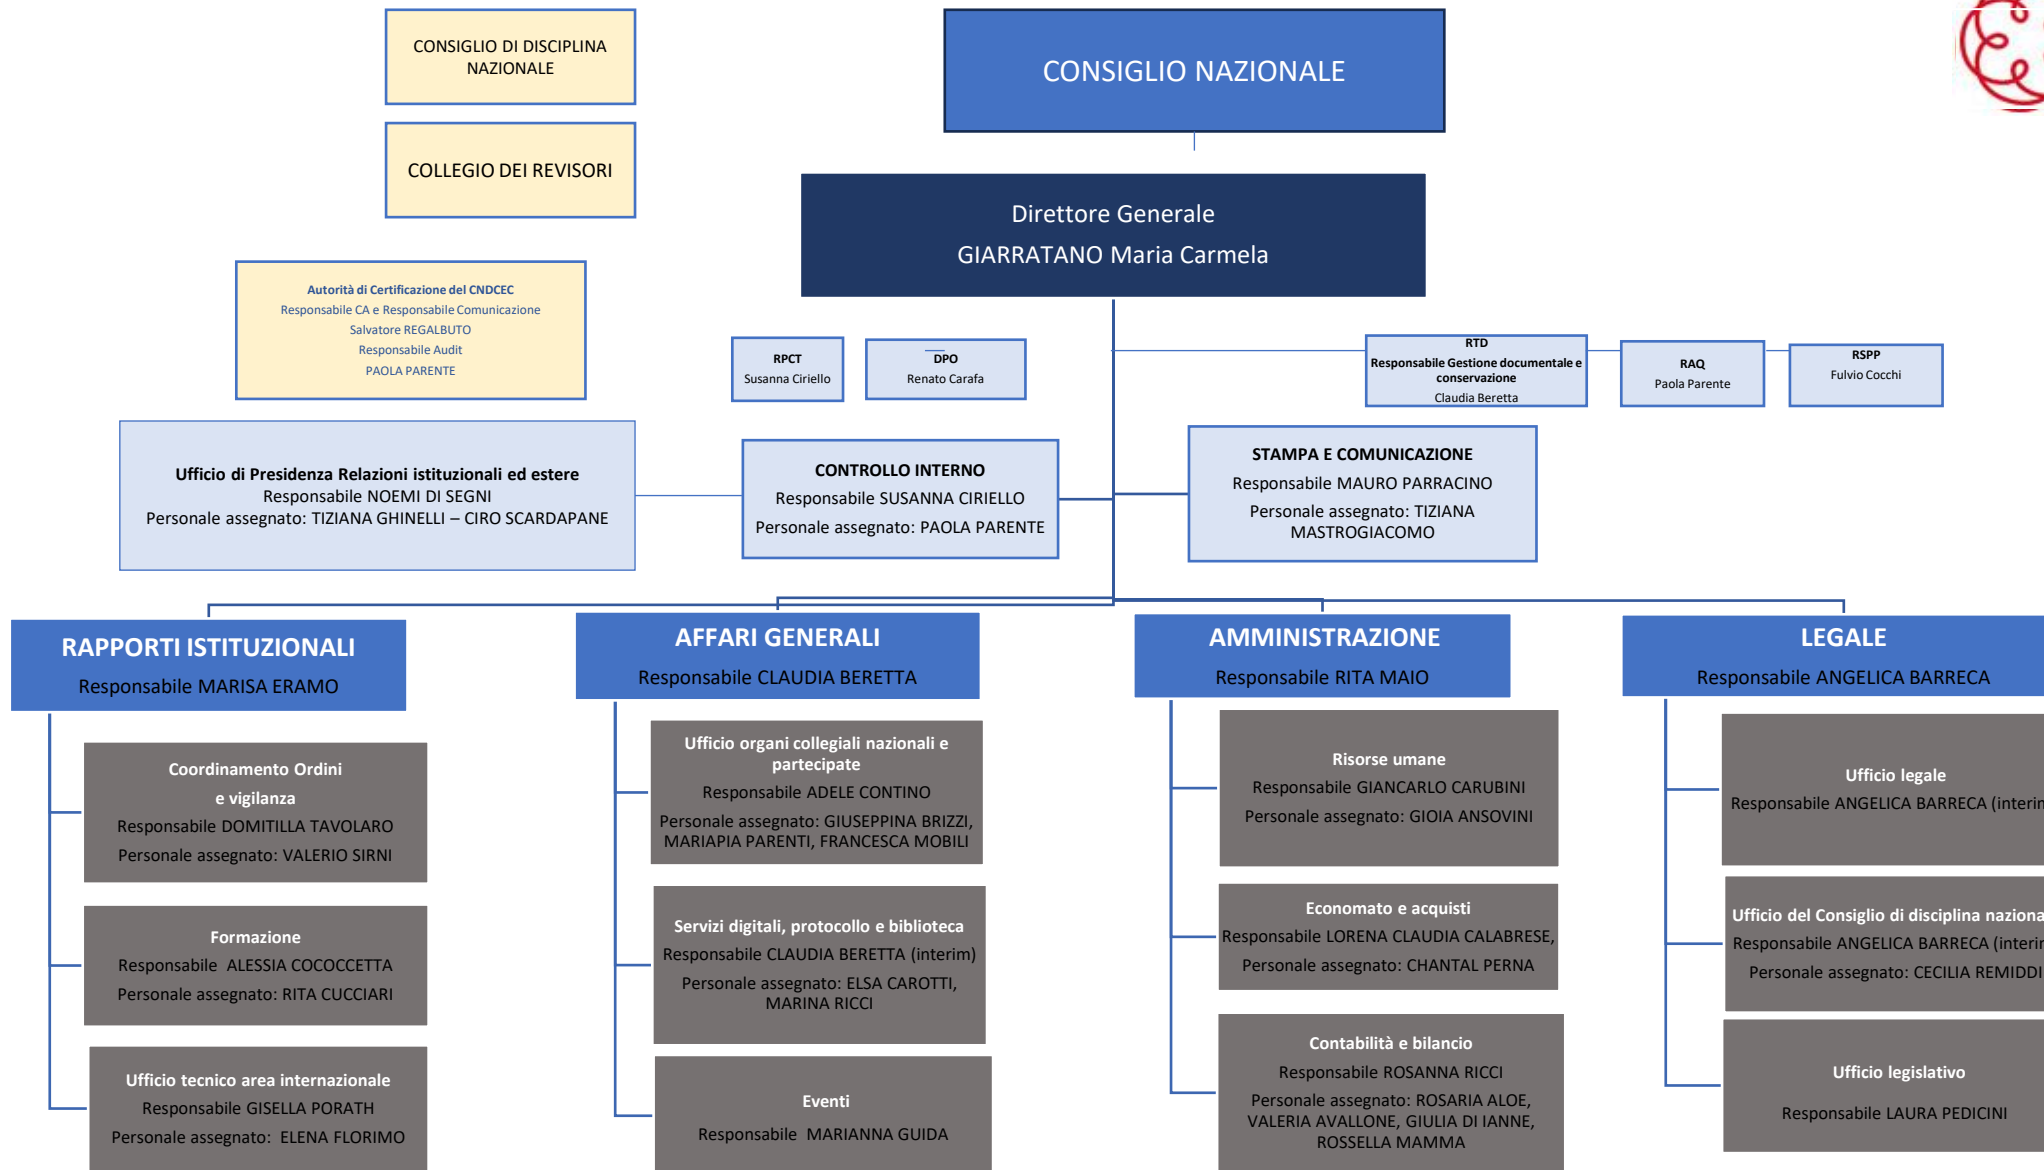 CONSIGLIO DI DISCIPLINA
NAZIONALE
CONSIGLIO NAZIONALE
COLLEGIO DEI REVISORI
Direttore Generale
GIARRATANO Maria Carmela
Autorità di Certificazione del CNDCEC
Responsabile CA e Responsabile Comunicazione
Salvatore REGALBUTO
Responsabile Audit
PAOLA PARENTE
RPCT
Susanna Ciriello
DPO
Renato Carafa
RTD
Responsabile Gestione documentale e
conservazione
Claudia Beretta
RAQ
Paola Parente
RSPP
Fulvio Cocchi
Ufficio di Presidenza Relazioni istituzionali ed estere
Responsabile NOEMI DI SEGNI
Personale assegnato: TIZIANA GHINELLI – CIRO SCARDAPANE
CONTROLLO INTERNO
Responsabile SUSANNA CIRIELLO
Personale assegnato: PAOLA PARENTE
STAMPA E COMUNICAZIONE
Responsabile MAURO PARRACINO
Personale assegnato: TIZIANA
MASTROGIACOMO
RAPPORTI ISTITUZIONALI
Responsabile MARISA ERAMO
Coordinamento Ordini
e vigilanza
Responsabile DOMITILLA TAVOLARO
Personale assegnato: VALERIO SIRNI
Formazione
Responsabile ALESSIA COCOCCETTA
Personale assegnato: RITA CUCCIARI
Ufficio tecnico area internazionale
Responsabile GISELLA PORATH
Personale assegnato: ELENA FLORIMO
AFFARI GENERALI
Responsabile CLAUDIA BERETTA
Ufficio organi collegiali nazionali e
partecipate
Responsabile ADELE CONTINO
Personale assegnato: GIUSEPPINA BRIZZI,
MARIAPIA PARENTI, FRANCESCA MOBILI
Servizi digitali, protocollo e biblioteca
Responsabile CLAUDIA BERETTA (interim)
Personale assegnato: ELSA CAROTTI,
MARINA RICCI
Eventi
Responsabile MARIANNA GUIDA
AMMINISTRAZIONE
Responsabile RITA MAIO
Risorse umane
Responsabile GIANCARLO CARUBINI
Personale assegnato: GIOIA ANSOVINI
Economato e acquisti
Responsabile LORENA CLAUDIA CALABRESE,
Personale assegnato: CHANTAL PERNA
Contabilità e bilancio
Responsabile ROSANNA RICCI
Personale assegnato: ROSARIA ALOE,
VALERIA AVALLONE, GIULIA DI IANNE,
ROSSELLA MAMMA
LEGALE
Responsabile ANGELICA BARRECA
Ufficio legale
Responsabile ANGELICA BARRECA
Ufficio del Consiglio di disciplina
Responsabile ANGELICA BARRECA
Personale assegnato: CECILIA REMIDDI
Ufficio legislativo
Responsabile LAURA PEDICINI